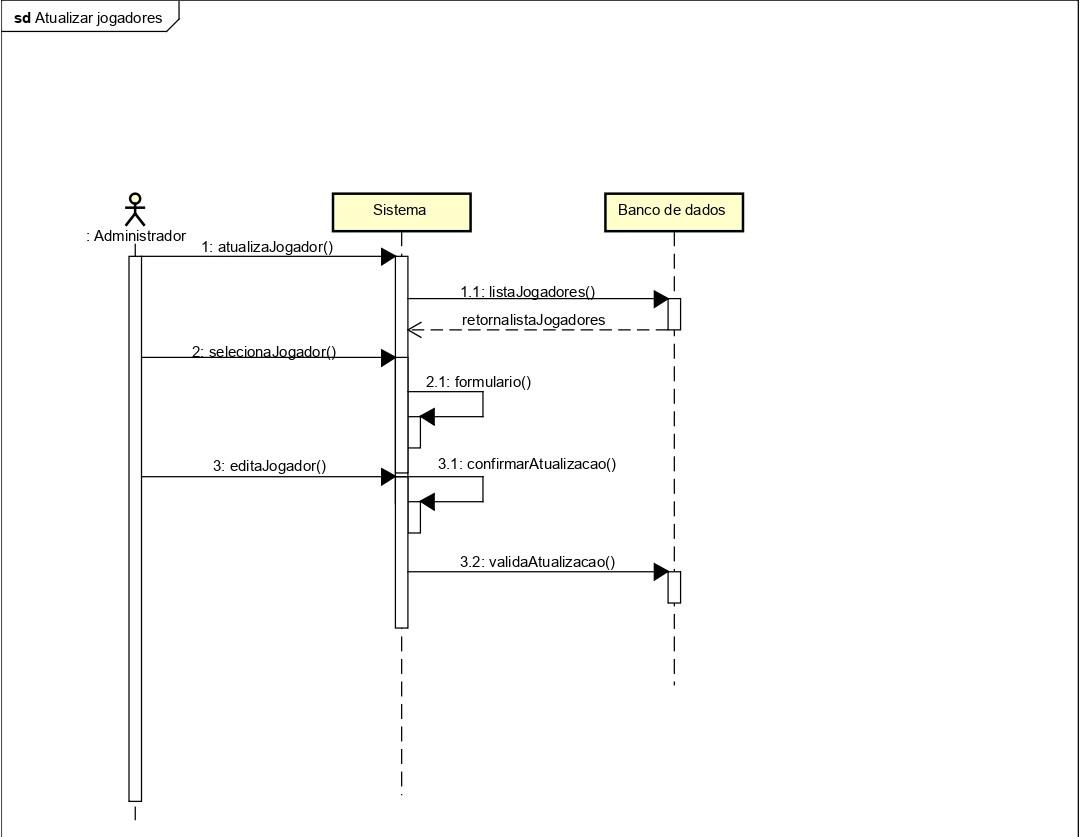 sd Atualizar jogadores
: Administrador
Sistema
Banco de dados
1: atualizaJogador()
1.1: listaJogadores()
retornalistaJogadores
2: selecionaJogador()
2.1: formulario()
3: editaJogador()
3.1: confirmarAtualizacao()
3.2: validaAtualizacao()